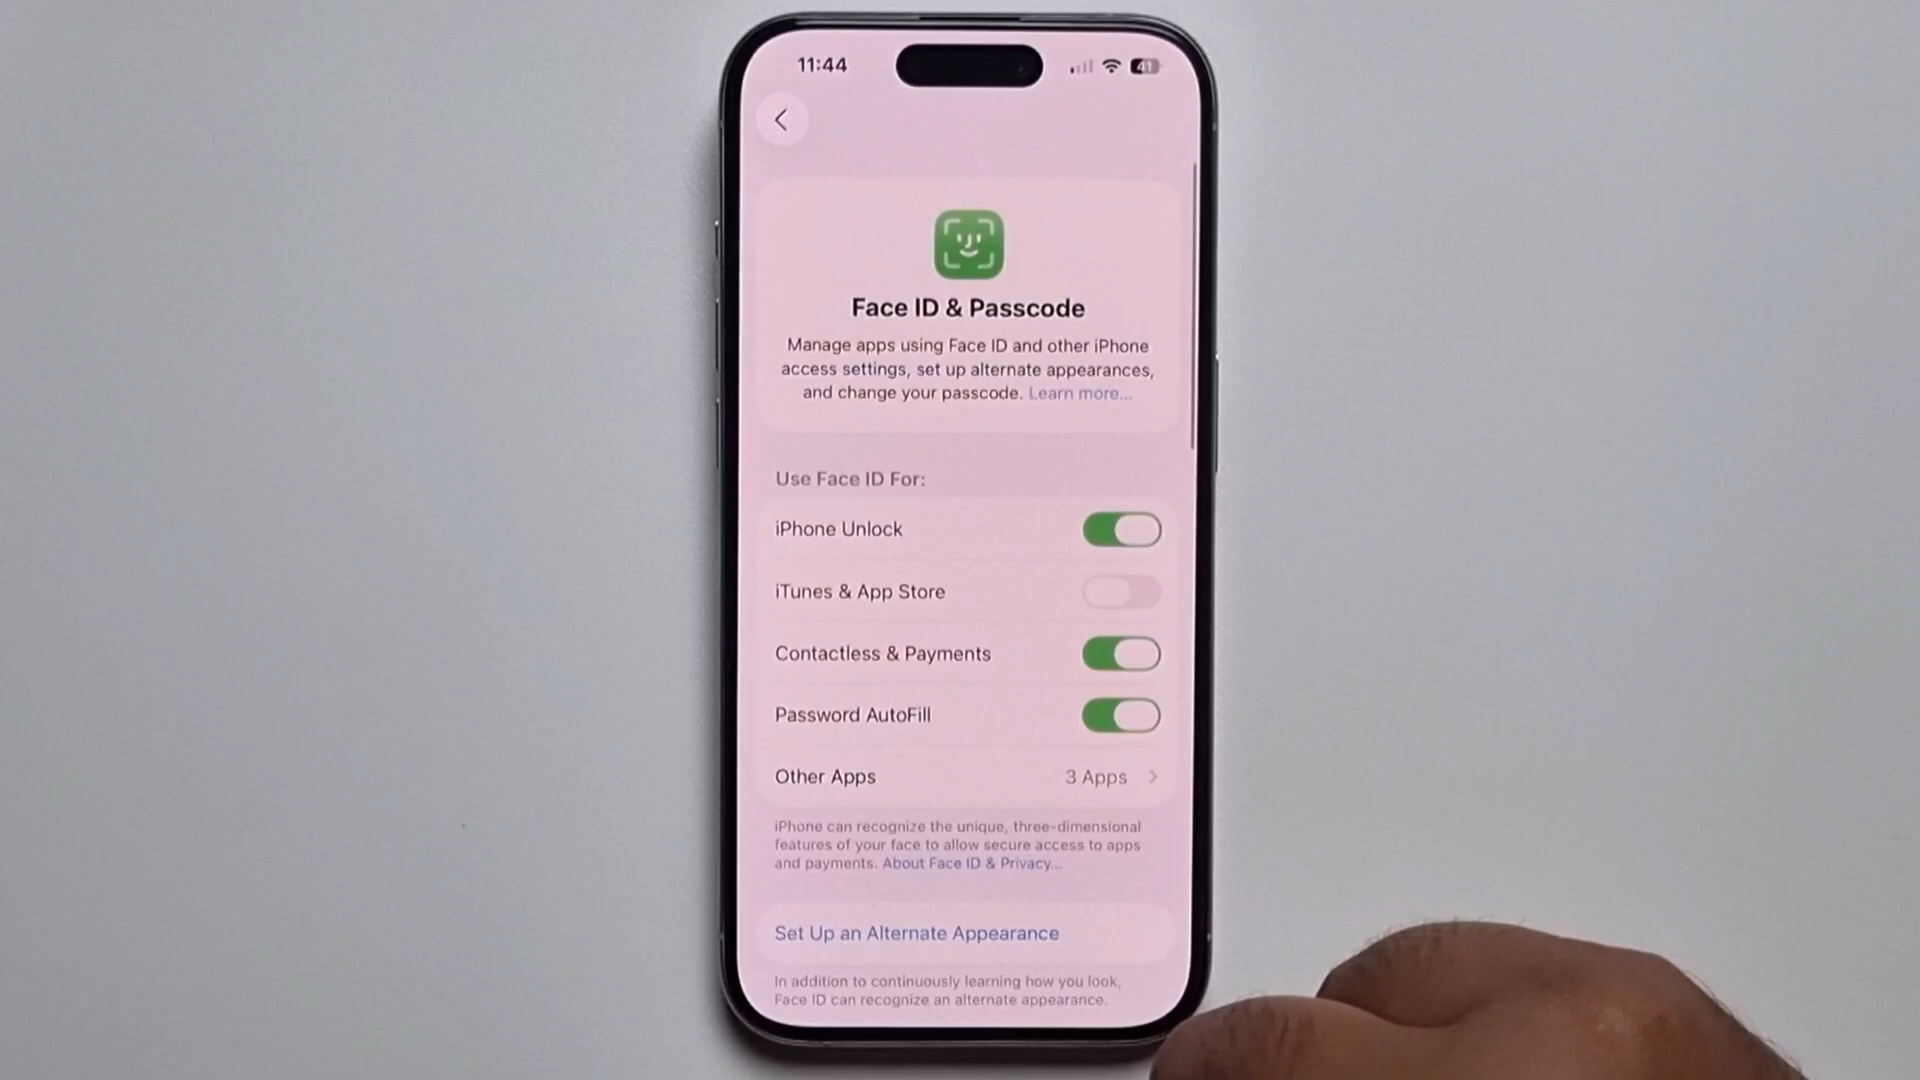 11:44
41
Face ID & Passcode
Manage apps using Face ID and other iPhone
access settings, set up alternate appearances,
and change your passcode. Learn more...
Use Face ID For:
iPhone Unlock
iTunes & App Store
Contactless & Payments
Password AutoFill
Other Apps 3 Apps
iPhone can recognize the unique, three-dimensional
features of your face to allow secure access to apps
and payments. About Face ID & Privacy...
Set Up an Alternate Appearance
In addition to continuously learning how you look,
Face ID can recognize an alternate appearance.